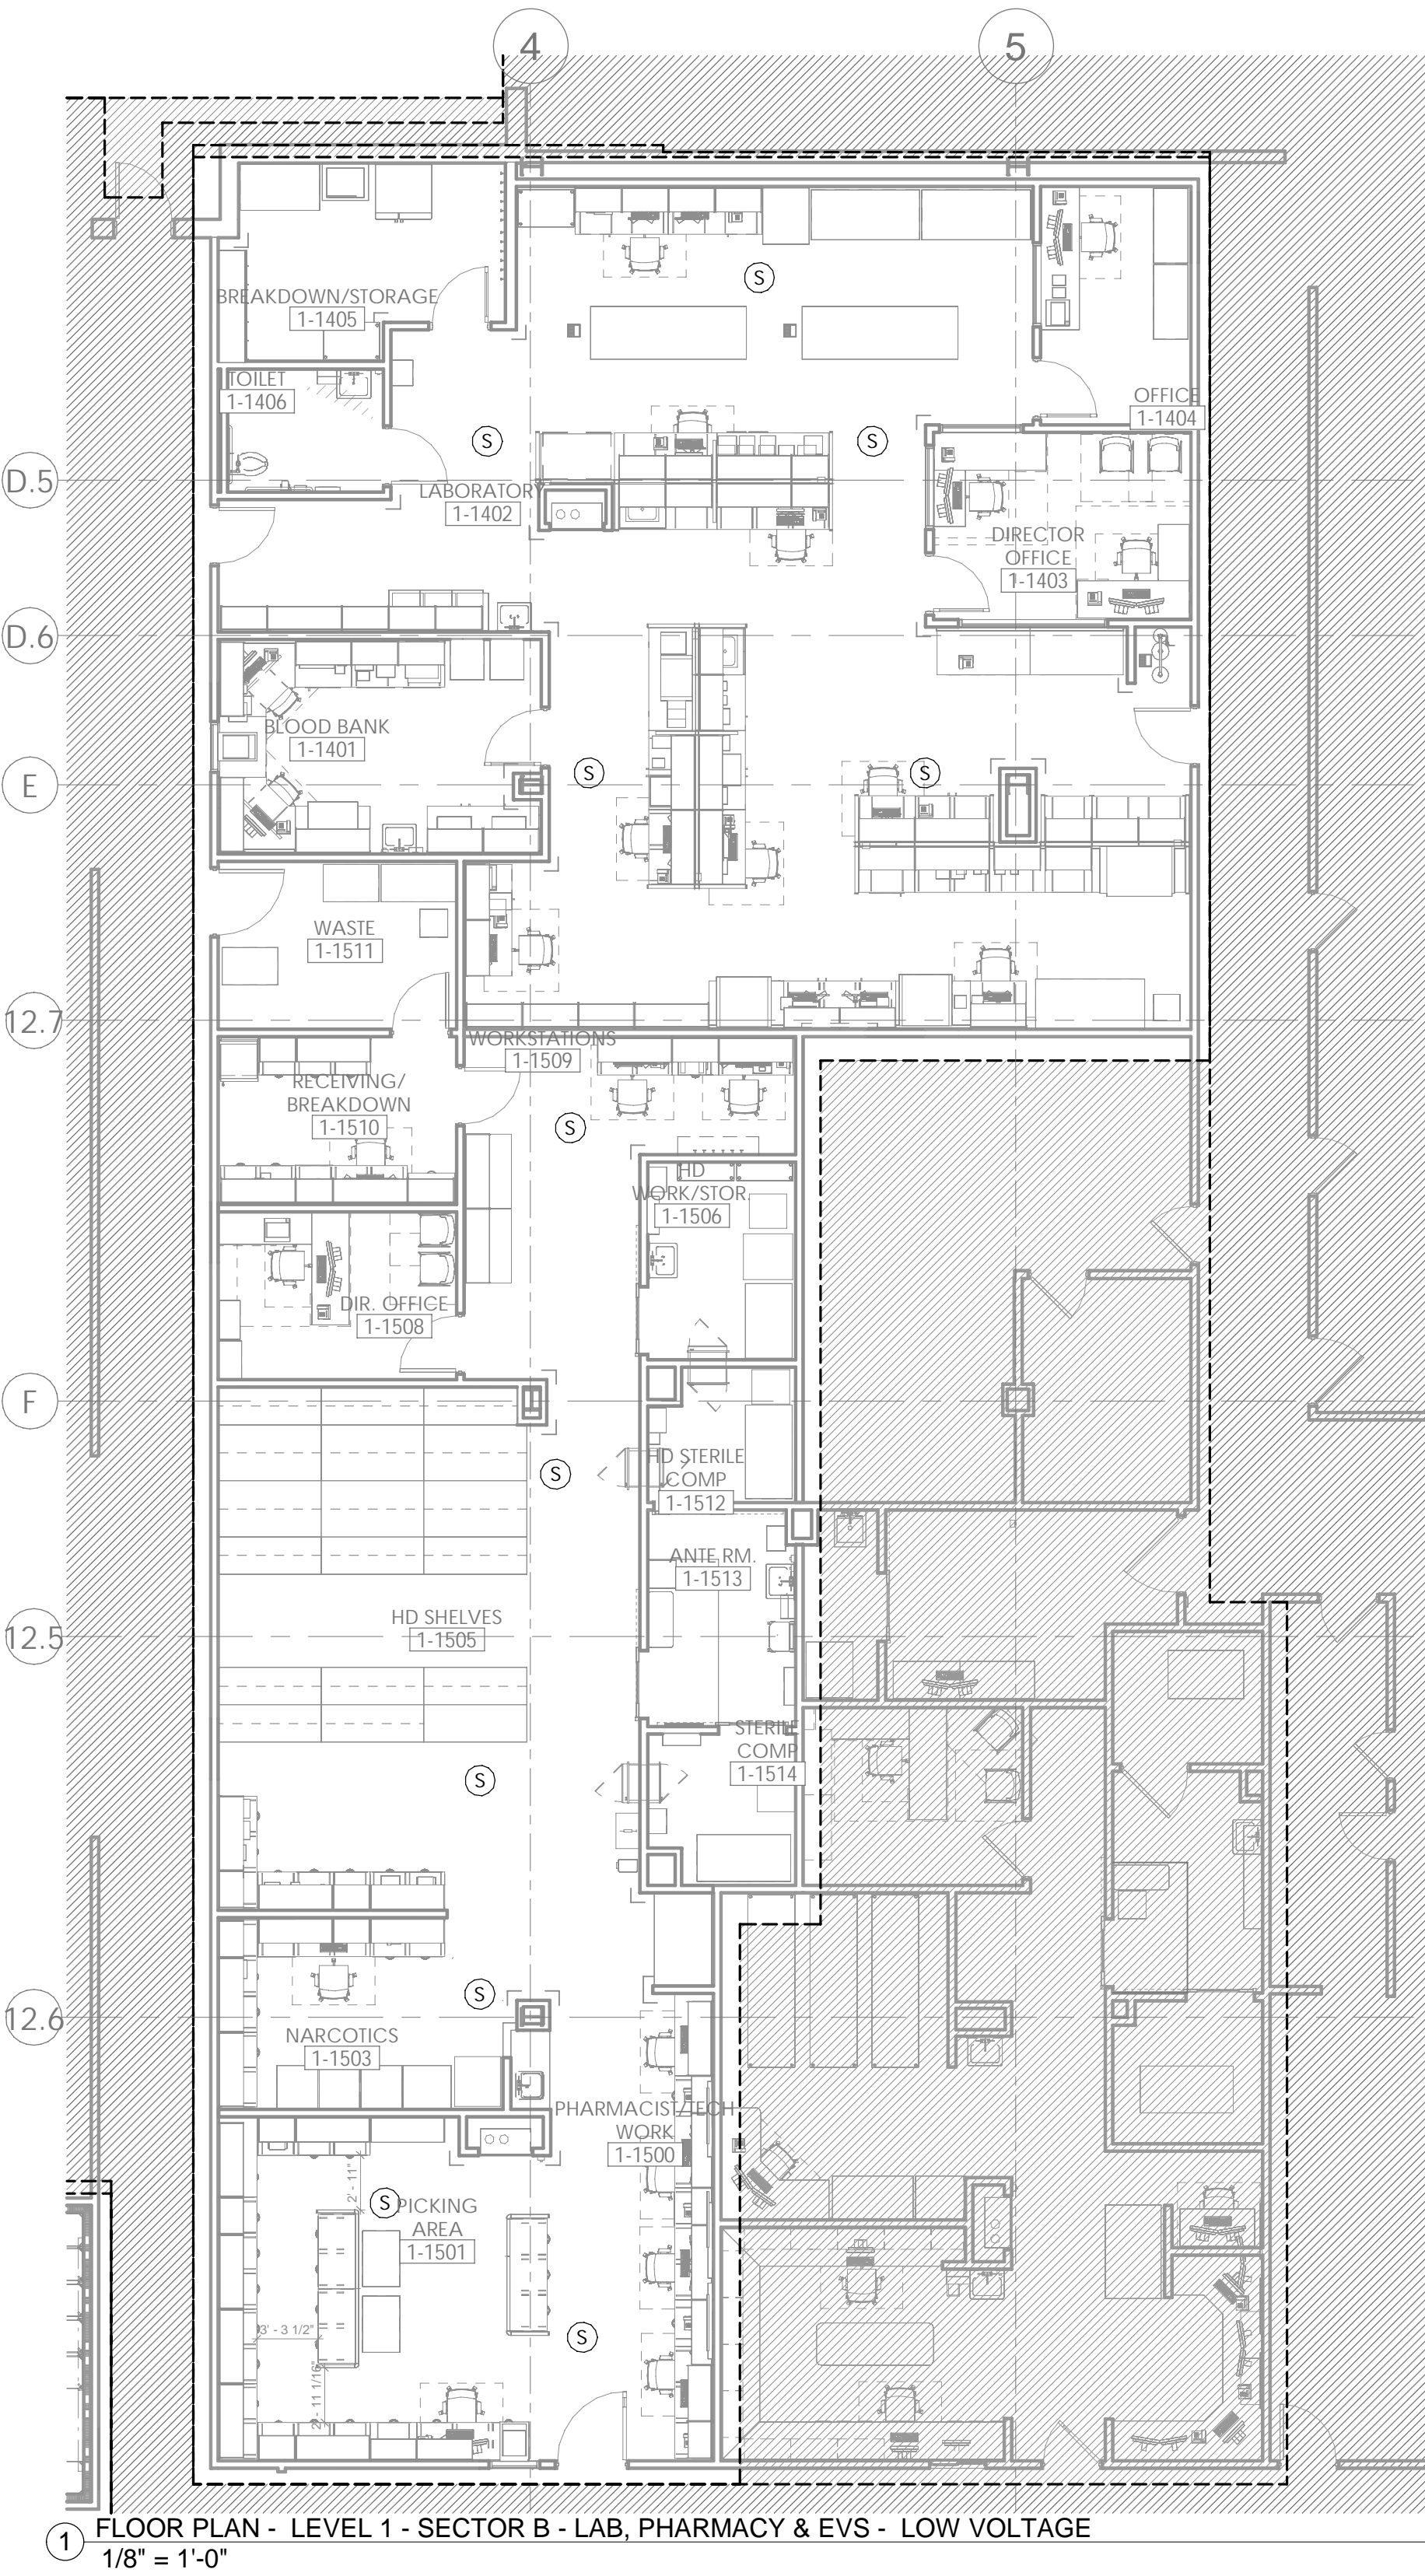 4
5
BREAKDOWN/STORAGE
1-1405
S
TOILET
1-1406
OFFICE
1-1404
S
S
D.5
LABORATORY
1-1402
DIRECTOR
OFFICE
1-1403
D.6
BLOOD BANK
1-1401
E
S
S
WASTE
1-1511
12.7
WORKSTATIONS
1-1509
RECEIVING/
BREAKDOWN
1-1510
S
HD
WORK/STOR.
1-1506
DIR. OFFICE
1-1508
F
S
HD STERILE
COMP
1-1512
ANTE RM.
1-1513
HD SHELVES
1-1505
12.5
STERILE
COMP
1-1514
S
S
12.6
NARCOTICS
1-1503
PHARMACIST/TECH
WORK
1-1500
2' - 11"
S
PICKING
AREA
1-1501
3' - 3 1/2"
S
2' - 11 1/16"
1
FLOOR PLAN - LEVEL 1 - SECTOR B - LAB, PHARMACY & EVS - LOW VOLTAGE
1/8" = 1'-0"